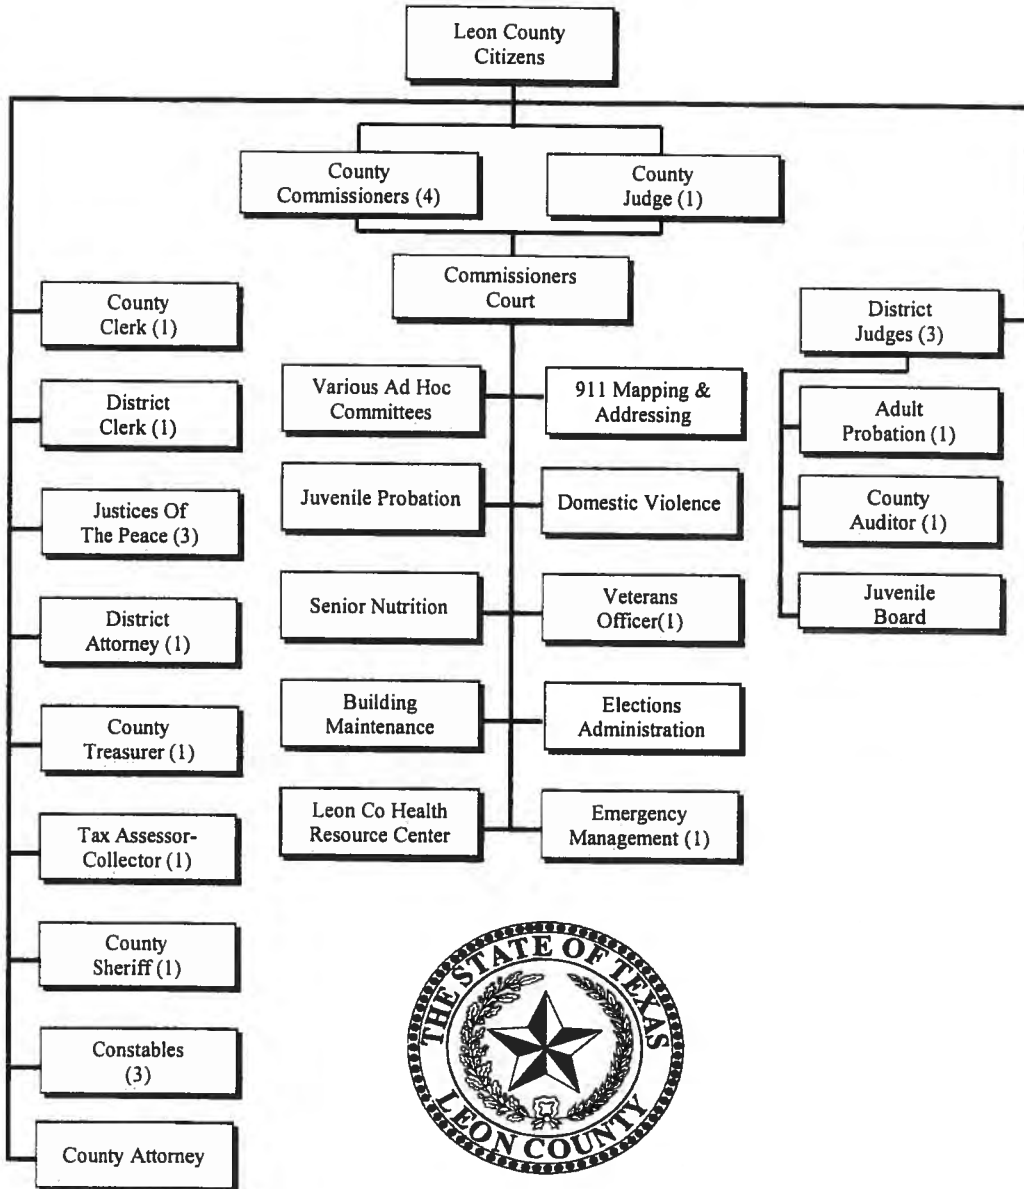 Leon County
Citizens
County
Commissioners (4)
County
Judge (1)
Commissioners
Court
County
Clerk (1)
District
Clerk (1)
Justices Of
The Peace (3)
District
Attorney (1)
County
Treasurer (1)
Tax Assessor-
Collector (1)
County
Sheriff (1)
Constables
(3)
County Attorney
Various Ad Hoc
Committees
911 Mapping &
Addressing
Juvenile Probation
Domestic Violence
Senior Nutrition
Veterans
Officer(1)
Building
Maintenance
Elections
Administration
Leon Co Health
Resource Center
Emergency
Management (1)
District
Judges (3)
Adult
Probation (1)
County
Auditor (1)
Juvenile
Board
THE STATE OF TEXAS
LEON COUNTY